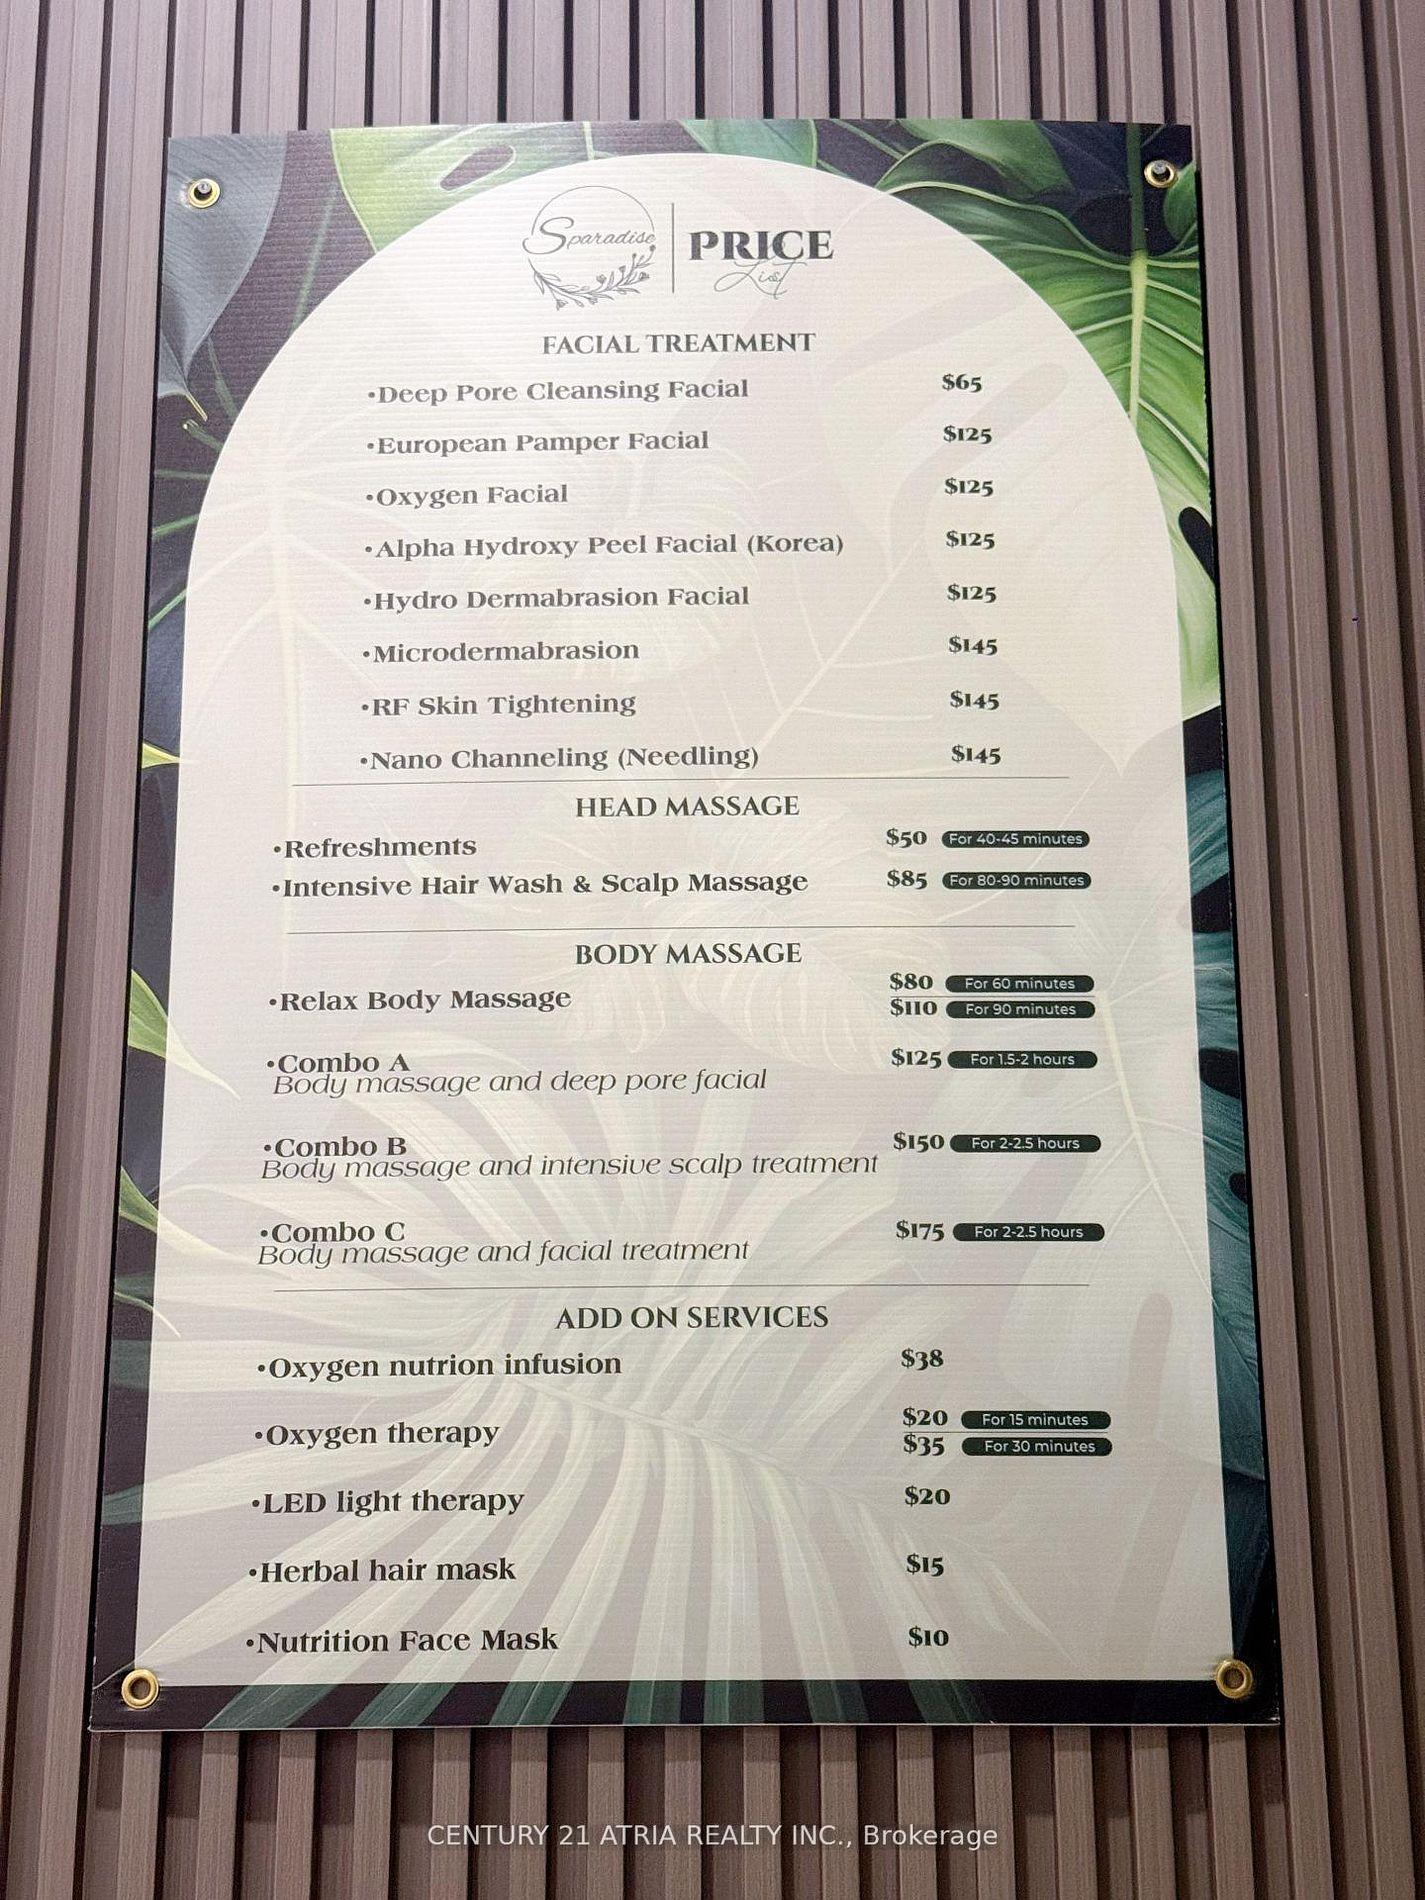 Sparadise
PRICE
List
FACIAL TREATMENT
•Deep Pore Cleansing Facial $65
•European Pamper Facial $125
•Oxygen Facial $125
•Alpha Hydroxy Peel Facial (Korea) $125
•Hydro Dermabrasion Facial $125
•Microdermabrasion $145
•RF Skin Tightening $145
•Nano Channeling (Needling) $145
HEAD MASSAGE
•Refreshments $50 For 40-45 minutes
•Intensive Hair Wash & Scalp Massage $85 For 80-90 minutes
BODY MASSAGE
•Relax Body Massage $80 For 60 minutes
$110 For 90 minutes
•Combo A $125 For 1.5-2 hours
Body massage and deep pore facial
•Combo B $150 For 2-2.5 hours
Body massage and intensive scalp treatment
•Combo C $175 For 2-2.5 hours
Body massage and facial treatment
ADD ON SERVICES
•Oxygen nutrion infusion $38
•Oxygen therapy $20 For 15 minutes
$35 For 30 minutes
•LED light therapy $20
•Herbal hair mask $15
•Nutrition Face Mask $10
CENTURY 21 ATRIA REALTY INC., Brokerage